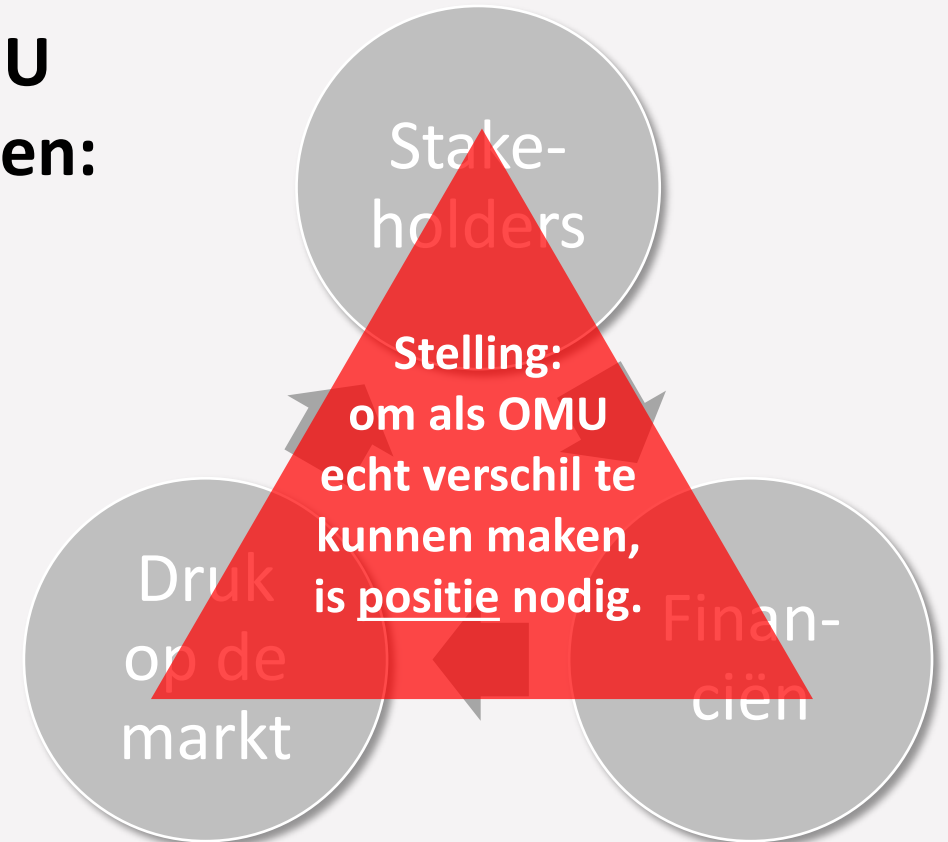 U
en:
Stake-
holders
Stelling:
om als OMU
echt verschil te
kunnen maken,
is positie nodig.
Druk
op de
markt
Finan-
ciën